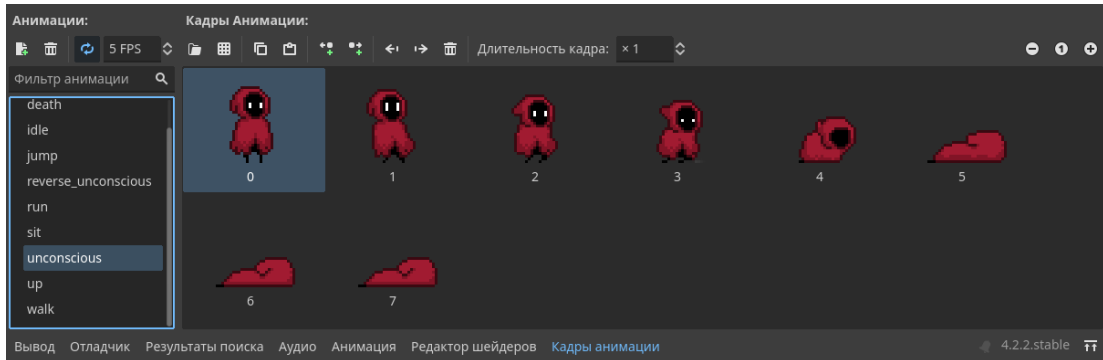 Анимации: Кадры Анимации:
5 FPS Длительность кадра: × 1
Фильтр анимации
death
idle
jump
reverse_unconscious
run
sit
unconscious
up
walk
0 1 2 3 4 5
6 7
Вывод Отладчик Результаты поиска Аудио Анимация Редактор шейдеров Кадры анимации 4.2.2.stable